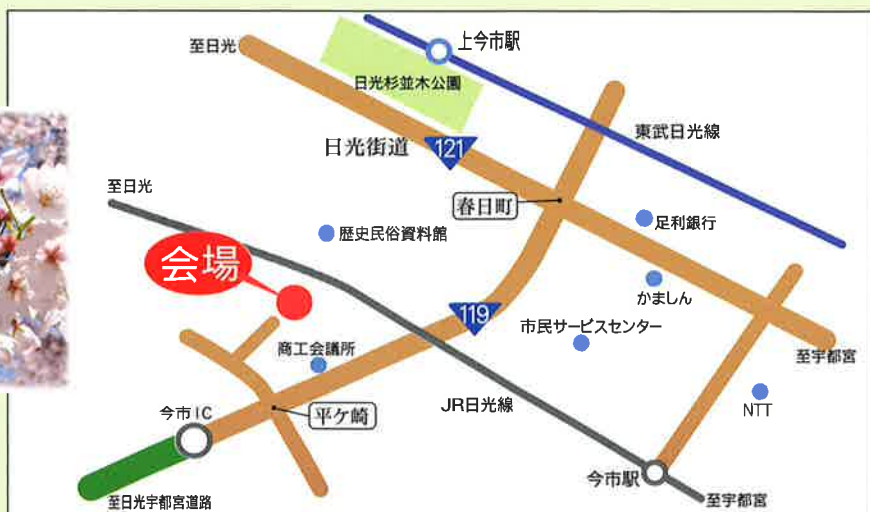 上今市駅
至日光
日光杉並木公園
東武日光線
日光街道
121
至日光
春日町
足利銀行
歴史民俗資料館
会場
かましん
119
市民サービスセンター
商工会議所
至宇都宮
JR日光線
NTT
今市IC
平ケ崎
今市駅
至日光宇都宮道路
至宇都宮